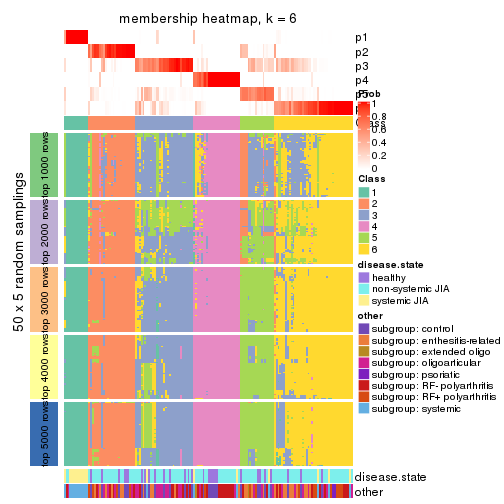 membership heatmap, k = 6
p1
p2
p3
p4
Prob
1
0.8
0.6
0.4
0.2
0
Class
1
2
3
4
5
6
disease.state
healthy
non-systemic JIA
systemic JIA
other
subgroup: control
subgroup: enthesitis-related
subgroup: extended oligo
subgroup: oligoarticular
subgroup: psoriatic
subgroup: RF- polyarthritis
subgroup: RF+ polyarthritis
subgroup: systemic
50 x 5 random samplings
top 1000 rows
top 2000 rows
top 3000 rows
top 4000 rows
top 5000 rows
disease.state
other